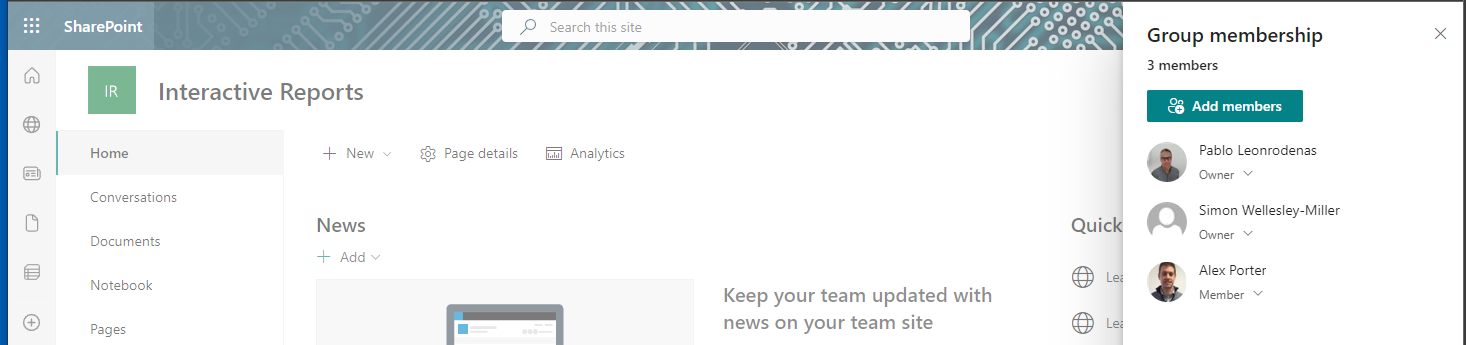 SharePoint
Search this site
IR
Interactive Reports
Home
Conversations
Documents
Notebook
Pages
New
Page details
Analytics
News
Add
Keep your team updated with
news on your team site
Quick
Lea
Lea
Group membership
3 members
Add members
Pablo Leonrodenas
Owner
Simon Wellesley-Miller
Owner
Alex Porter
Member